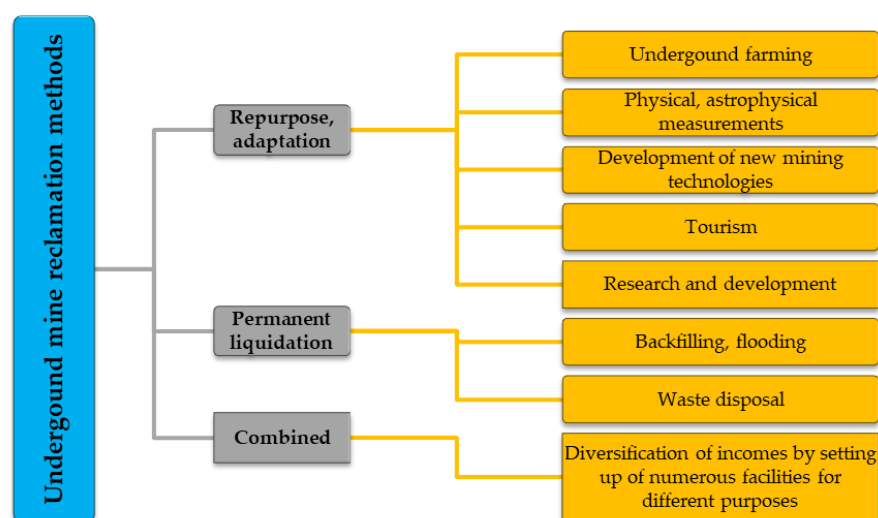 Undergound mine reclamation methods
Repurpose,
adaptation
Undergound farming
Physical, astrophysical
measurements
Development of new mining
technologies
Tourism
Research and development
Permanent
liquidation
Backfilling, flooding
Waste disposal
Combined
Diversification of incomes by setting
up of numerous facilities for
different purposes